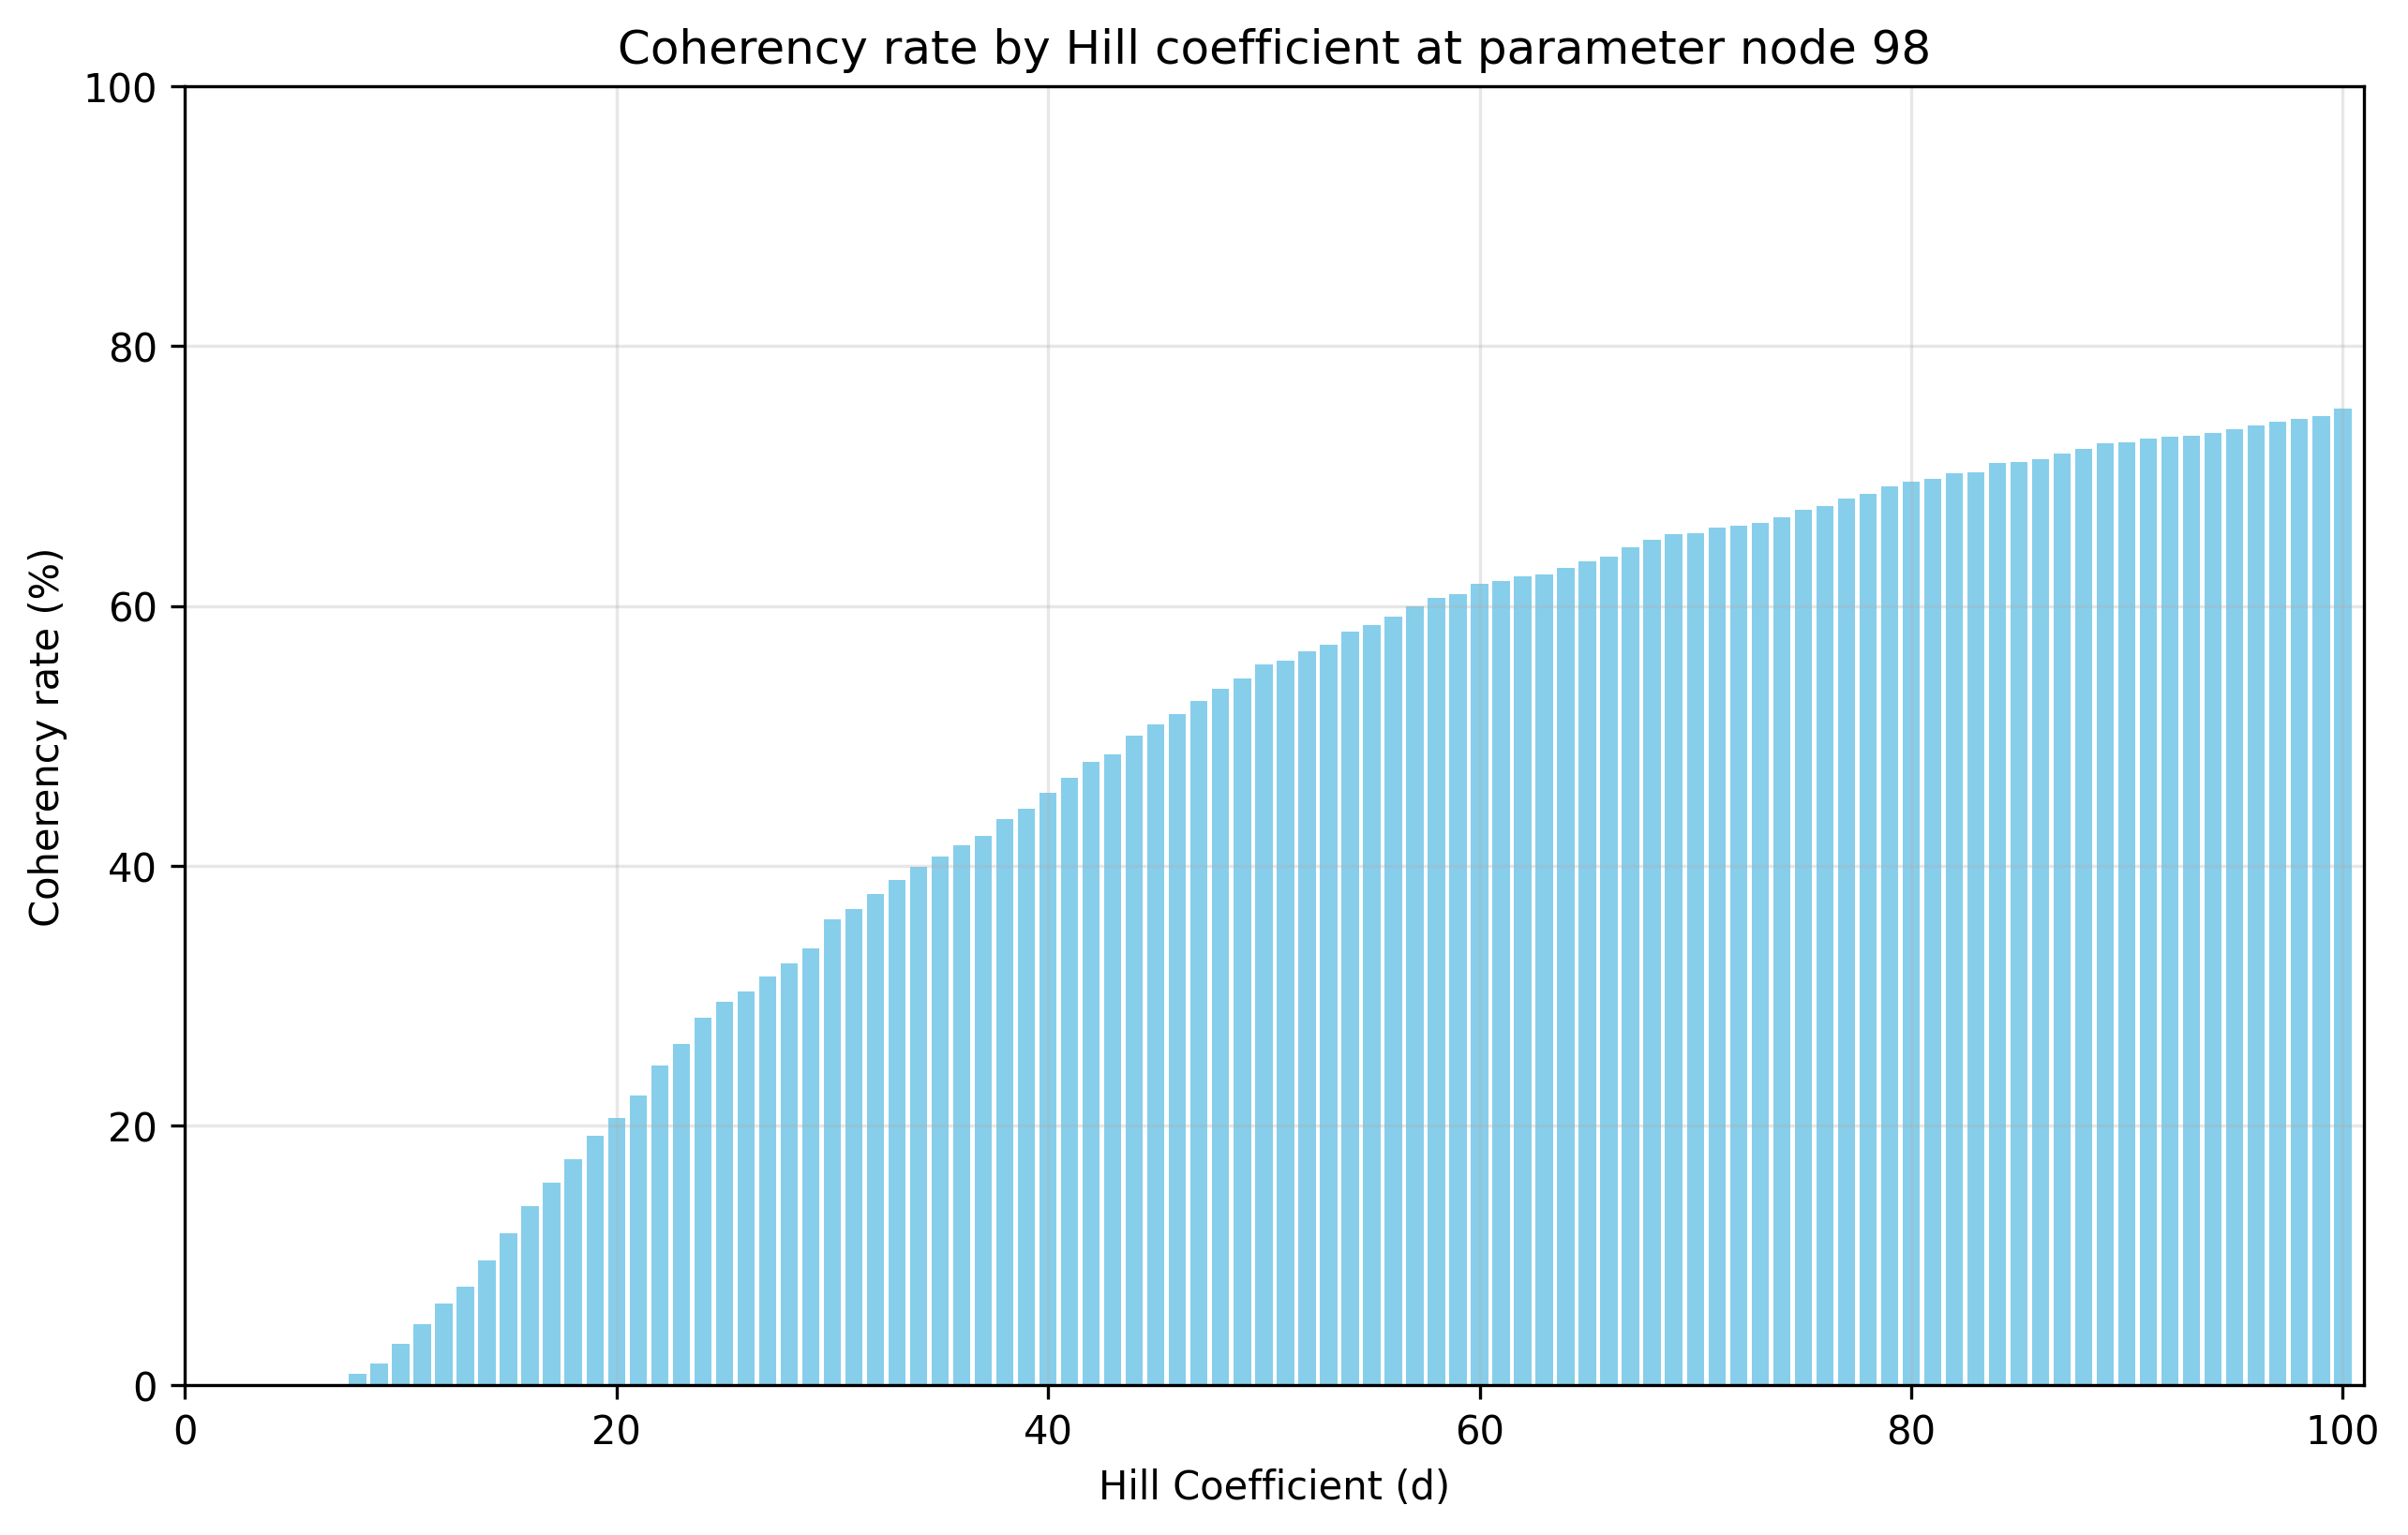 Coherency rate by Hill coefficient at parameter node 98
100
80
60
40
20
0
Coherency rate (%)
0 20 40 60 80 100
Hill Coefficient (d)